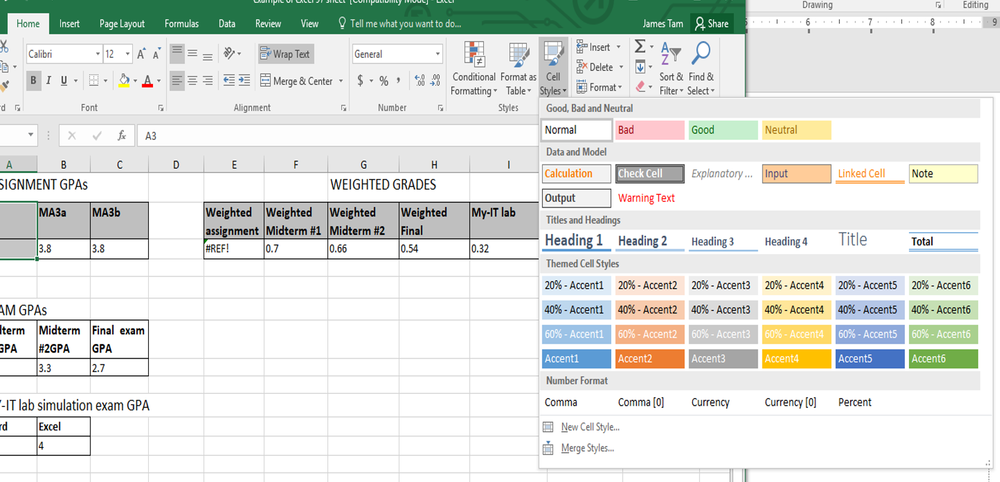 Example of excel 97 sheet [Compatibility Mode] - Excel
Drawing Editing
Home Insert Page Layout Formulas Data Review View Tell me what you want to do... James Tam Share
6 7 8 9
Calibri 12 A A Wrap Text General Insert
B I U A Merge & Center $ % , Conditional Formatting Format as Table Cell Styles Delete
Format Sort & Filter Find & Select
Font Alignment Number Styles
fx A3
A B C D E F G H I
SIGNMENT GPAs WEIGHTED GRADES
MA3a MA3b Weighted assignment Weighted Midterm #1 Weighted Midterm #2 Weighted Final My-IT lab
3.8 3.8 #REF! 0.7 0.66 0.54 0.32
AM GPAs
Midterm #2GPA Final exam GPA
3.3 2.7
-IT lab simulation exam GPA
rd Excel
4
Good, Bad and Neutral
Normal Bad Good Neutral
Data and Model
Calculation Check Cell Explanatory ... Input Linked Cell Note
Output Warning Text
Titles and Headings
Heading 1 Heading 2 Heading 3 Heading 4 Title Total
Themed Cell Styles
20% - Accent1 20% - Accent2 20% - Accent3 20% - Accent4 20% - Accent5 20% - Accent6
40% - Accent1 40% - Accent2 40% - Accent3 40% - Accent4 40% - Accent5 40% - Accent6
60% - Accent1 60% - Accent2 60% - Accent3 60% - Accent4 60% - Accent5 60% - Accent6
Accent1 Accent2 Accent3 Accent4 Accent5 Accent6
Number Format
Comma Comma [0] Currency Currency [0] Percent
New Cell Style...
Merge Styles...